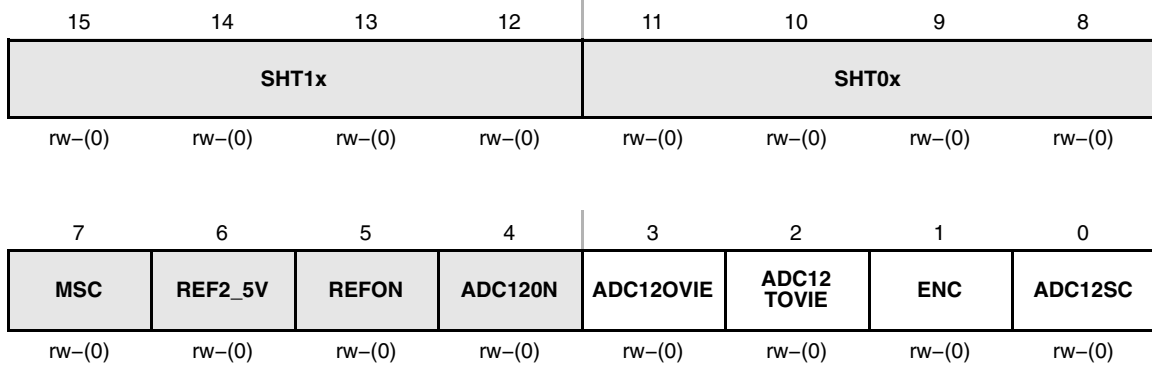 15 14 13 12 11 10 9 8
SHT1x SHT0x
rw−(0) rw−(0) rw−(0) rw−(0) rw−(0) rw−(0) rw−(0) rw−(0)
7 6 5 4 3 2 1 0
MSC REF2_5V REFON ADC120N ADC12OVIE ADC12 TOVIE ENC ADC12SC
rw−(0) rw−(0) rw−(0) rw−(0) rw−(0) rw−(0) rw−(0) rw−(0)